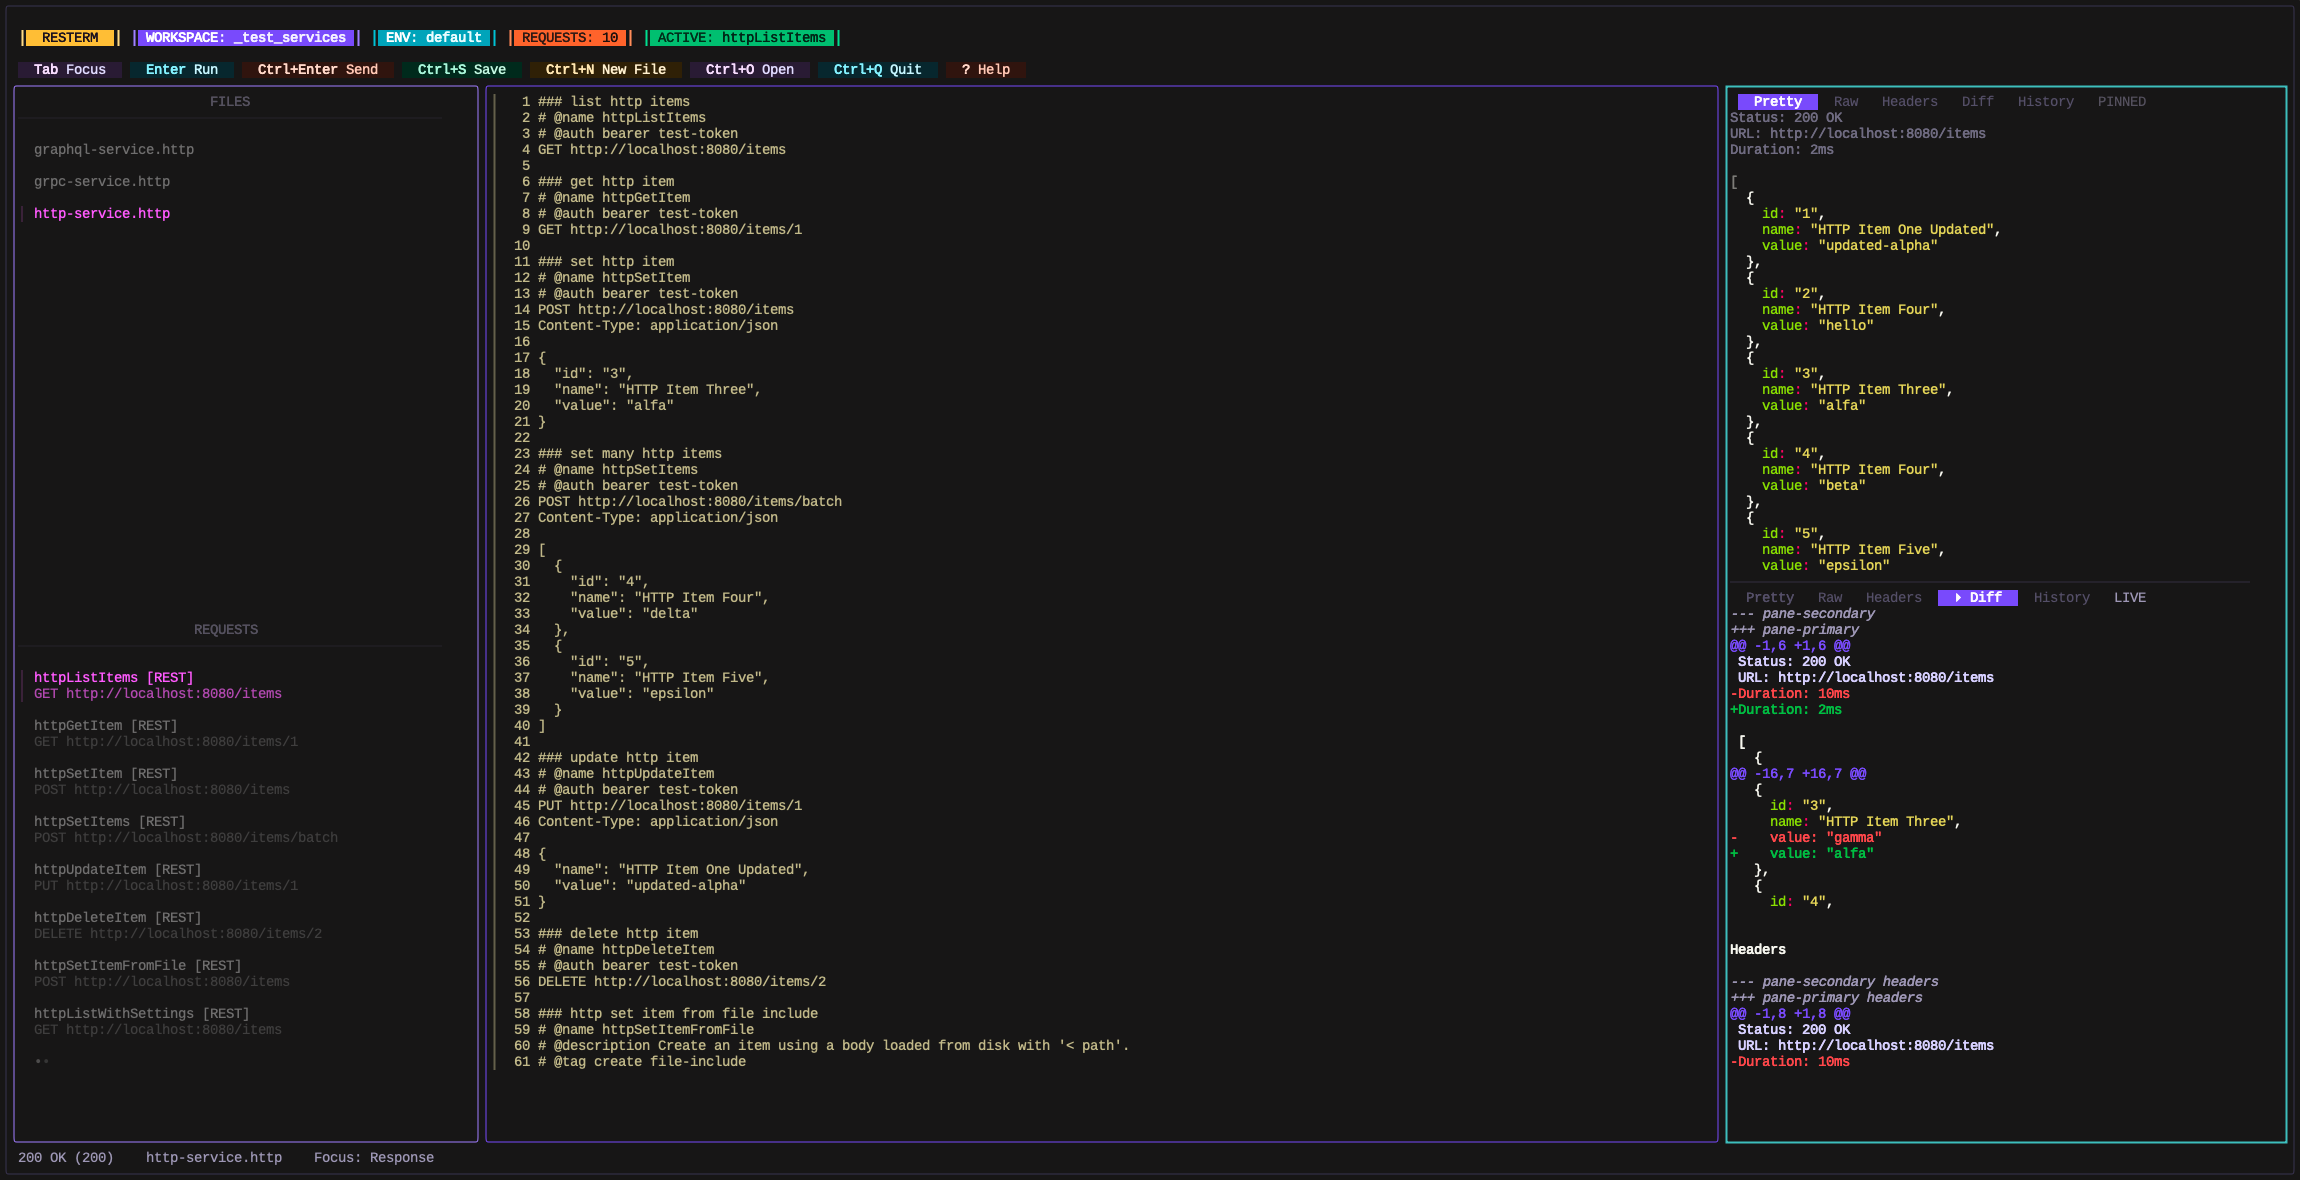 RESTERM WORKSPACE: _test_services ENV: default REQUESTS: 10 ACTIVE: httpListItems
Tab Focus Enter Run Ctrl+Enter Send Ctrl+S Save Ctrl+N New File Ctrl+O Open Ctrl+Q Quit ? Help
FILES
graphql-service.http
grpc-service.http
http-service.http
REQUESTS
httpListItems [REST]
GET http://localhost:8080/items
httpGetItem [REST]
GET http://localhost:8080/items/1
httpSetItem [REST]
POST http://localhost:8080/items
httpSetItems [REST]
POST http://localhost:8080/items/batch
httpUpdateItem [REST]
PUT http://localhost:8080/items/1
httpDeleteItem [REST]
DELETE http://localhost:8080/items/2
httpSetItemFromFile [REST]
POST http://localhost:8080/items
httpListWithSettings [REST]
GET http://localhost:8080/items
••
1 ### list http items
2 # @name httpListItems
3 # @auth bearer test-token
4 GET http://localhost:8080/items
5
6 ### get http item
7 # @name httpGetItem
8 # @auth bearer test-token
9 GET http://localhost:8080/items/1
10
11 ### set http item
12 # @name httpSetItem
13 # @auth bearer test-token
14 POST http://localhost:8080/items
15 Content-Type: application/json
16
17 {
18   "id": "3",
19   "name": "HTTP Item Three",
20   "value": "alfa"
21 }
22
23 ### set many http items
24 # @name httpSetItems
25 # @auth bearer test-token
26 POST http://localhost:8080/items/batch
27 Content-Type: application/json
28
29 [
30   {
31     "id": "4",
32     "name": "HTTP Item Four",
33     "value": "delta"
34   },
35   {
36     "id": "5",
37     "name": "HTTP Item Five",
38     "value": "epsilon"
39   }
40 ]
41
42 ### update http item
43 # @name httpUpdateItem
44 # @auth bearer test-token
45 PUT http://localhost:8080/items/1
46 Content-Type: application/json
47
48 {
49   "name": "HTTP Item One Updated",
50   "value": "updated-alpha"
51 }
52
53 ### delete http item
54 # @name httpDeleteItem
55 # @auth bearer test-token
56 DELETE http://localhost:8080/items/2
57
58 ### http set item from file include
59 # @name httpSetItemFromFile
60 # @description Create an item using a body loaded from disk with '< path'.
61 # @tag create file-include
Pretty Raw Headers Diff History PINNED
Status: 200 OK
URL: http://localhost:8080/items
Duration: 2ms
[
  {
    id: "1",
    name: "HTTP Item One Updated",
    value: "updated-alpha"
  },
  {
    id: "2",
    name: "HTTP Item Four",
    value: "hello"
  },
  {
    id: "3",
    name: "HTTP Item Three",
    value: "alfa"
  },
  {
    id: "4",
    name: "HTTP Item Four",
    value: "beta"
  },
  {
    id: "5",
    name: "HTTP Item Five",
    value: "epsilon"
Pretty Raw Headers Diff History LIVE
--- pane-secondary
+++ pane-primary
@@ -1,6 +1,6 @@
 Status: 200 OK
 URL: http://localhost:8080/items
-Duration: 10ms
+Duration: 2ms
 [
   {
@@ -16,7 +16,7 @@
   {
     id: "3",
     name: "HTTP Item Three",
-    value: "gamma"
+    value: "alfa"
   },
   {
     id: "4",
Headers
--- pane-secondary headers
+++ pane-primary headers
@@ -1,8 +1,8 @@
 Status: 200 OK
 URL: http://localhost:8080/items
-Duration: 10ms
200 OK (200) http-service.http Focus: Response